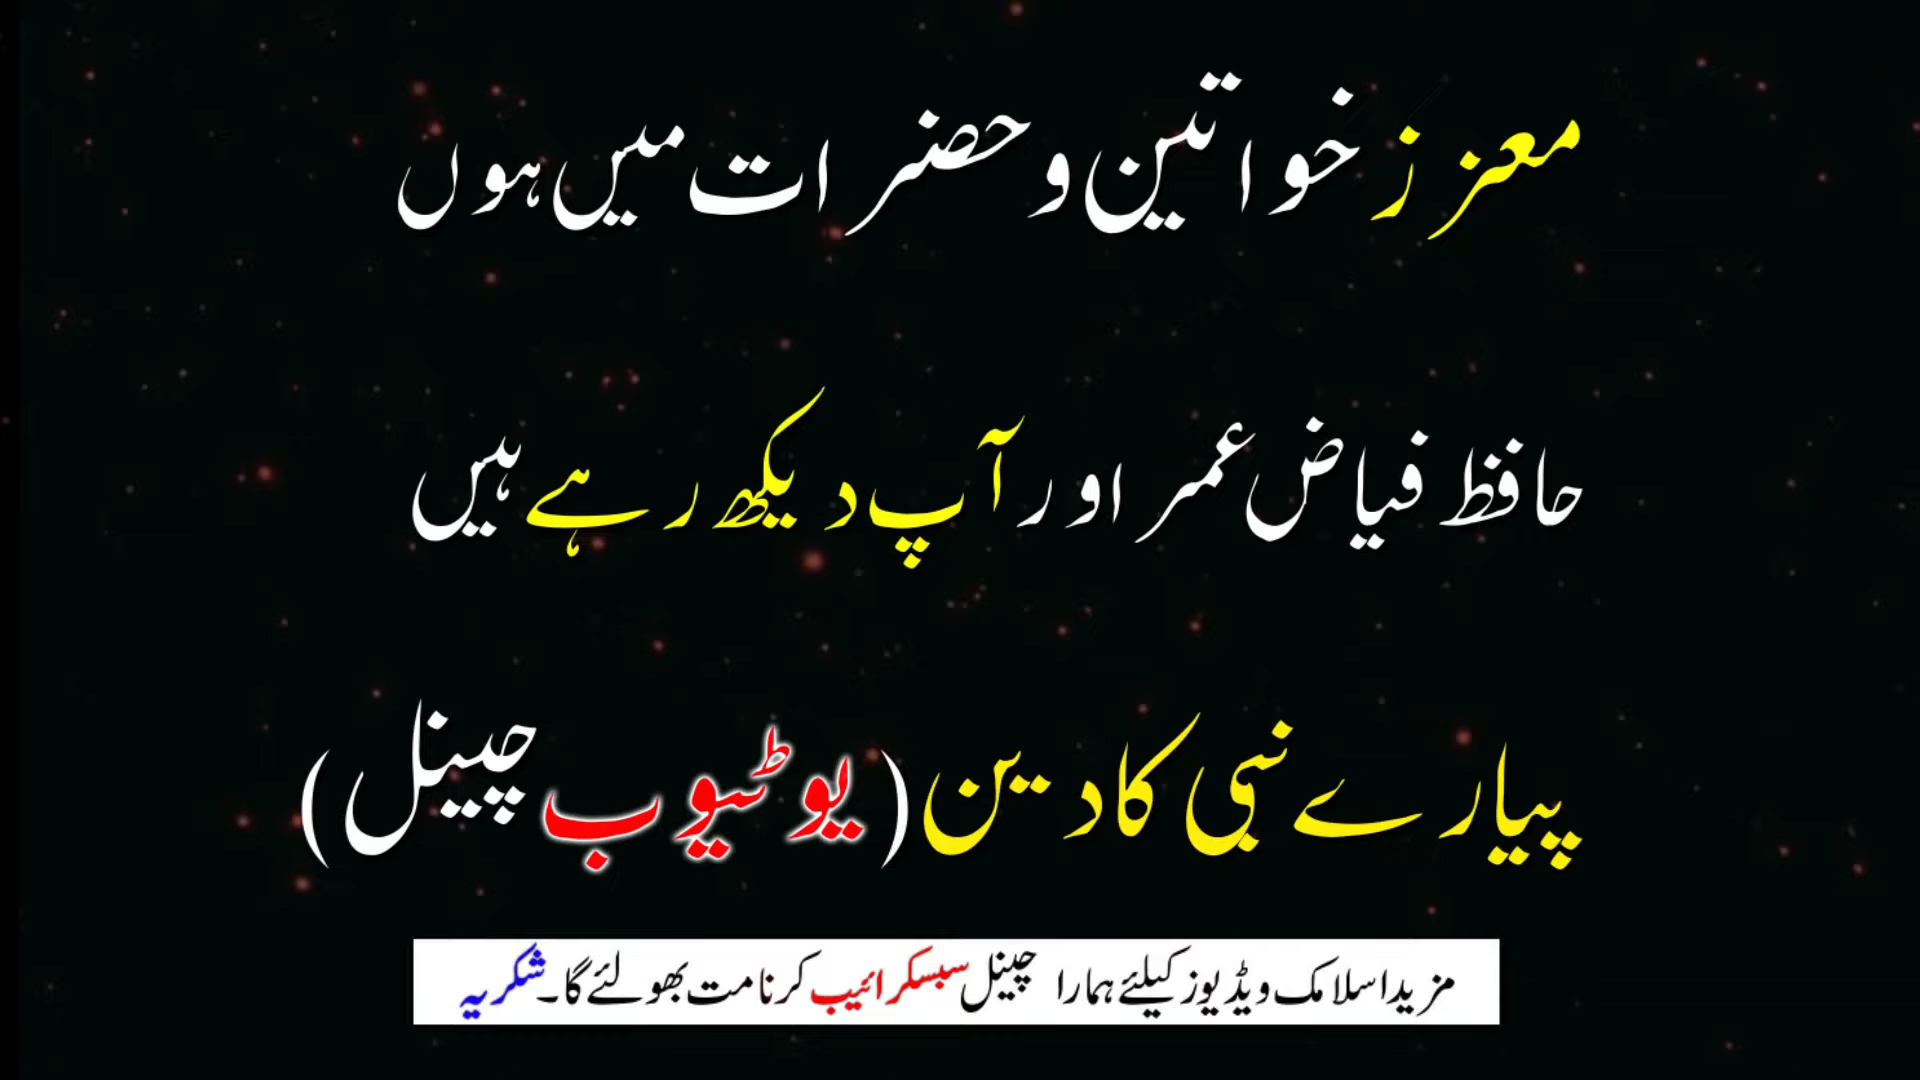 معزز خواتین و حضرات میں ہوں
حافظ فیاض عمر اور آپ دیکھ رہے ہیں
پیارے نبی کا دین (یوٹیوب چینل)
مزید اسلامک ویڈیوز کیلئے ہمارا چینل سبسکرائیب کرنا مت بھولئے گا۔ شکریہ